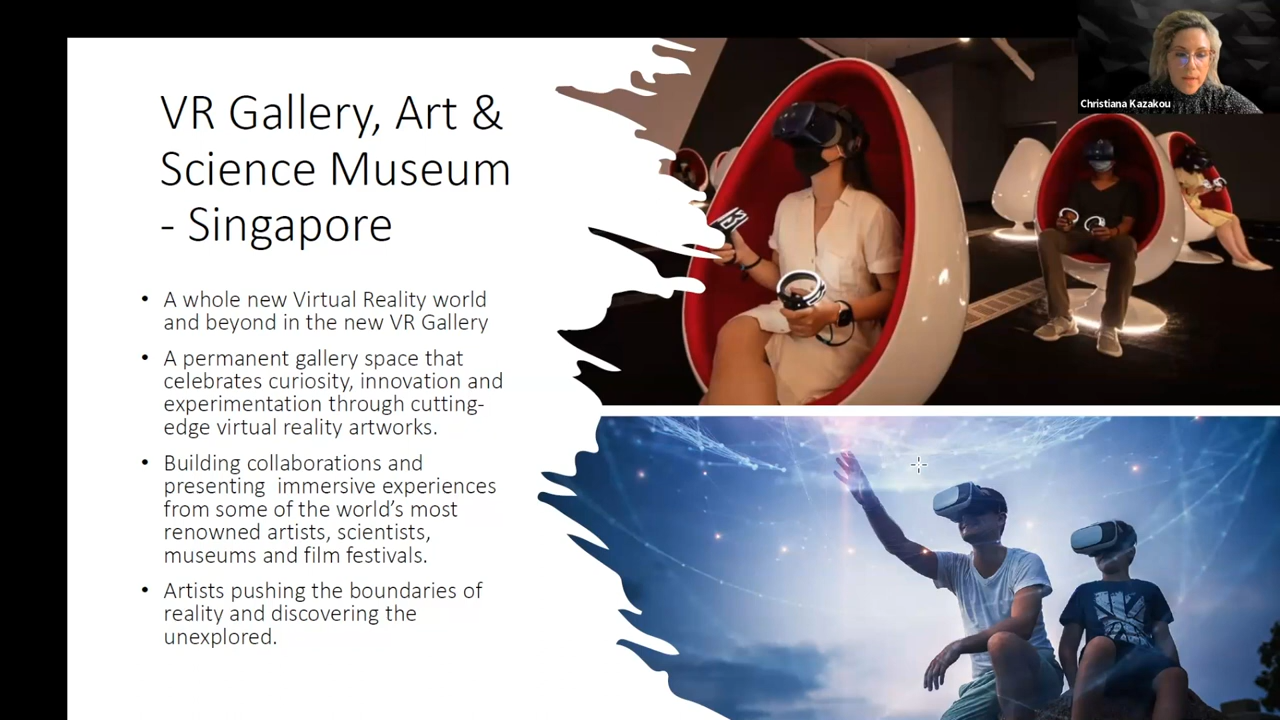 VR Gallery, Art &
Science Museum
- Singapore
• A whole new Virtual Reality world
and beyond in the new VR Gallery
• A permanent gallery space that
celebrates curiosity, innovation and
experimentation through cutting-
edge virtual reality artworks.
• Building collaborations and
presenting immersive experiences
from some of the world’s most
renowned artists, scientists,
museums and film festivals.
• Artists pushing the boundaries of
reality and discovering the
unexplored.
Christiana Kazakou